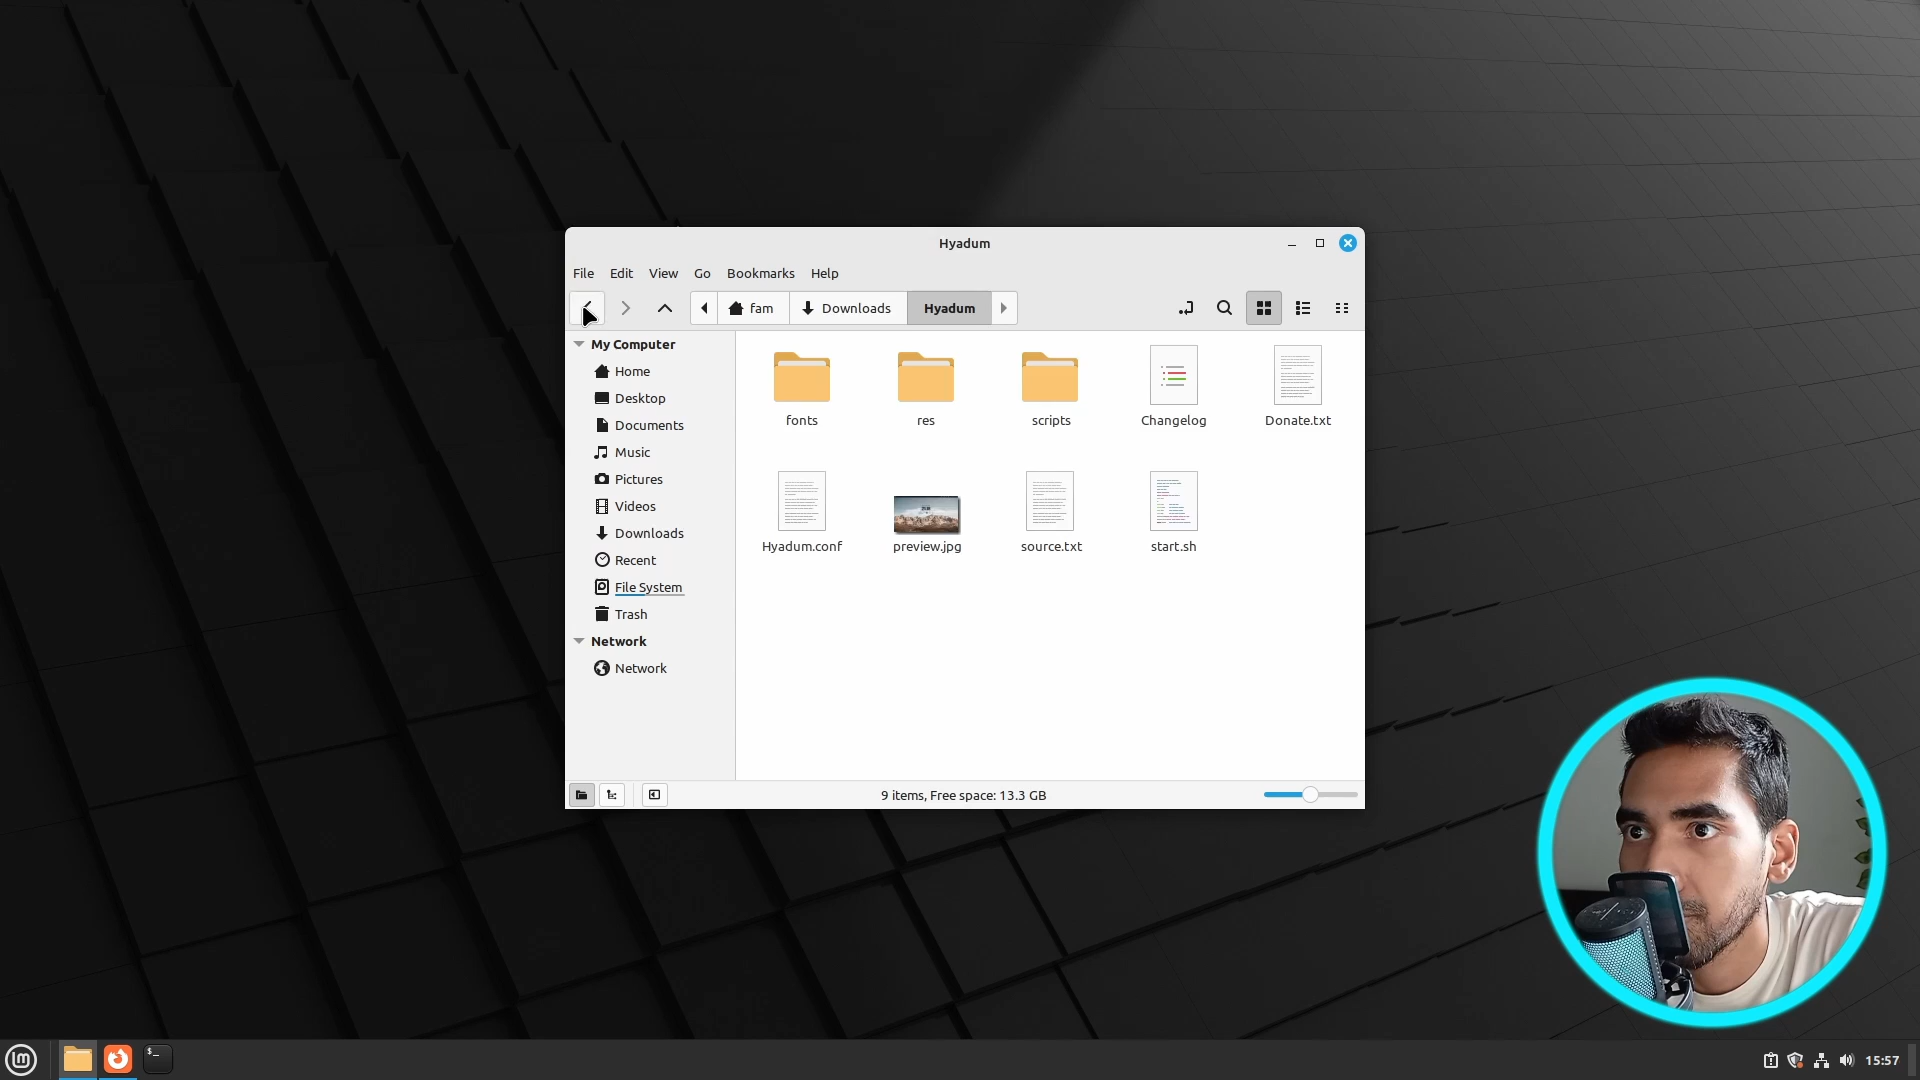 Hyadum
File Edit View Go Bookmarks Help
fam Downloads Hyadum
My Computer
Home
Desktop
Documents
Music
Pictures
Videos
Downloads
Recent
File System
Trash
Network
Network
fonts res scripts Changelog Donate.txt
Hyadum.conf preview.jpg source.txt start.sh
9 items, Free space: 13.3 GB
lm
$_
15:57